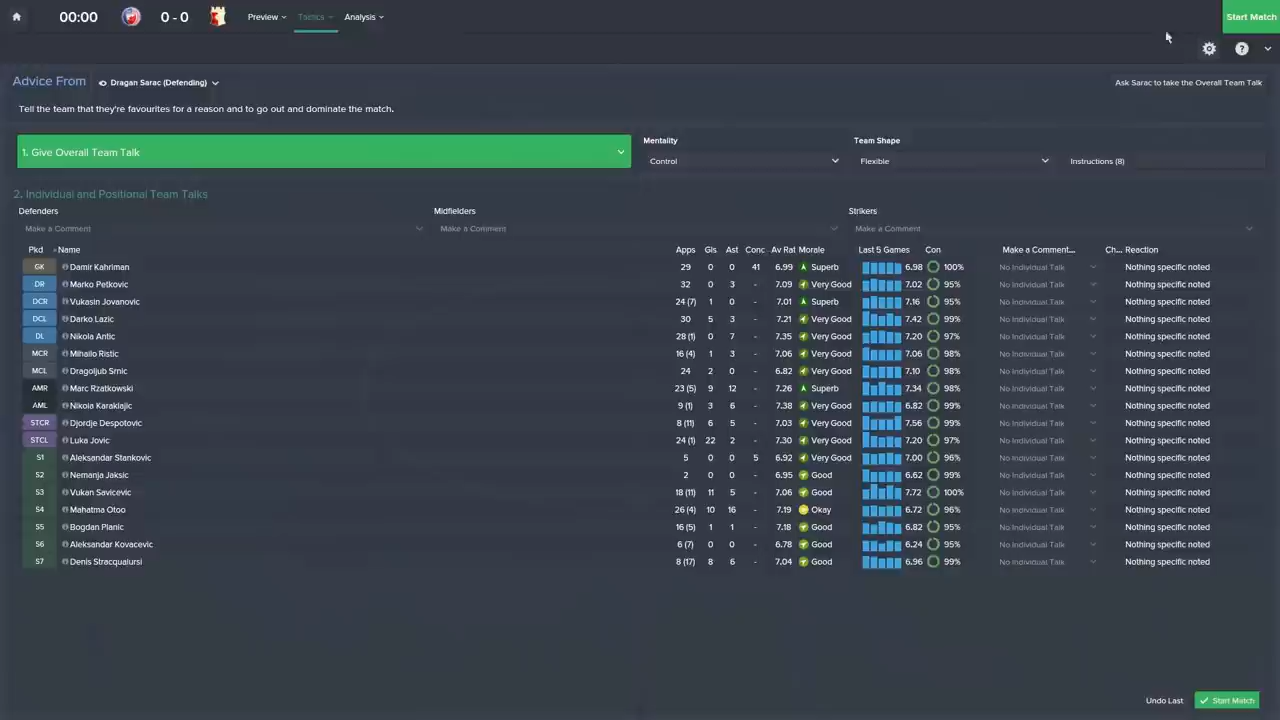 00:00 0 - 0 Preview Tactics Analysis Start Match
Advice From Dragan Sarac (Defending) Ask Sarac to take the Overall Team Talk
Tell the team that they're favourites for a reason and to go out and dominate the match.
Mentality Team Shape
1. Give Overall Team Talk Control Flexible Instructions (8)
2. Individual and Positional Team Talks
Defenders Midfielders Strikers
Make a Comment Make a Comment Make a Comment
Pkd Name Apps Gls Ast Conc Av Rat Morale Last 5 Games Con Make a Comment... Ch... Reaction
GK Damir Kahriman 29 0 0 41 6.99 Superb 6.98 100% No Individual Talk Nothing specific noted
DR Marko Petkovic 32 0 3 - 7.09 Very Good 7.02 95% No Individual Talk Nothing specific noted
DCR Vukasin Jovanovic 24 (7) 1 0 - 7.01 Superb 7.16 95% No Individual Talk Nothing specific noted
DCL Darko Lazic 30 5 3 - 7.21 Very Good 7.42 99% No Individual Talk Nothing specific noted
DL Nikola Antic 28 (1) 0 7 - 7.35 Very Good 7.20 97% No Individual Talk Nothing specific noted
MCR Mihailo Ristic 16 (4) 1 3 - 7.06 Very Good 7.06 98% No Individual Talk Nothing specific noted
MCL Dragoljub Srnic 24 2 0 - 6.82 Very Good 7.10 98% No Individual Talk Nothing specific noted
AMR Marc Rzatkowski 23 (5) 9 12 - 7.26 Superb 7.34 98% No Individual Talk Nothing specific noted
AML Nikola Karaklajic 9 (1) 3 6 - 7.38 Very Good 6.82 99% No Individual Talk Nothing specific noted
STCR Djordje Despotovic 8 (11) 6 5 - 7.03 Very Good 7.56 99% No Individual Talk Nothing specific noted
STCL Luka Jovic 24 (1) 22 2 - 7.30 Very Good 7.20 97% No Individual Talk Nothing specific noted
S1 Aleksandar Stankovic 5 0 0 5 6.92 Very Good 7.00 96% No Individual Talk Nothing specific noted
S2 Nemanja Jaksic 2 0 0 - 6.95 Good 6.62 99% No Individual Talk Nothing specific noted
S3 Vukan Savicevic 18 (11) 11 5 - 7.06 Good 7.72 100% No Individual Talk Nothing specific noted
S4 Mahatma Otoo 26 (4) 10 16 - 7.19 Okay 6.72 96% No Individual Talk Nothing specific noted
S5 Bogdan Planic 16 (5) 1 1 - 7.18 Good 6.82 95% No Individual Talk Nothing specific noted
S6 Aleksandar Kovacevic 6 (7) 0 0 - 6.78 Good 6.24 95% No Individual Talk Nothing specific noted
S7 Denis Stracqualursi 8 (17) 8 6 - 7.04 Good 6.96 99% No Individual Talk Nothing specific noted
Undo Last Start Match